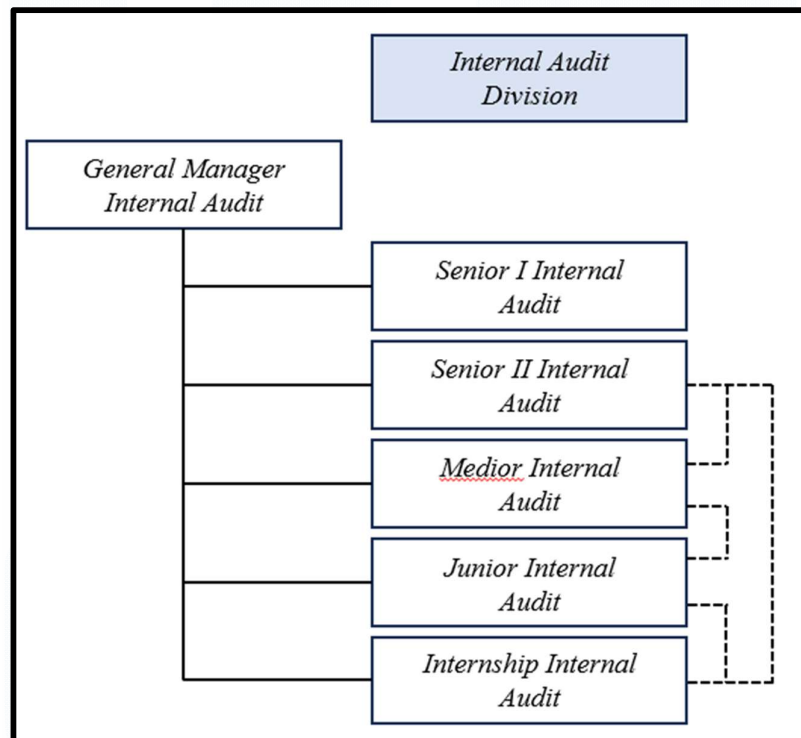 Internal Audit
Division
General Manager
Internal Audit
Senior I Internal
Audit
Senior II Internal
Audit
Medior Internal
Audit
Junior Internal
Audit
Internship Internal
Audit